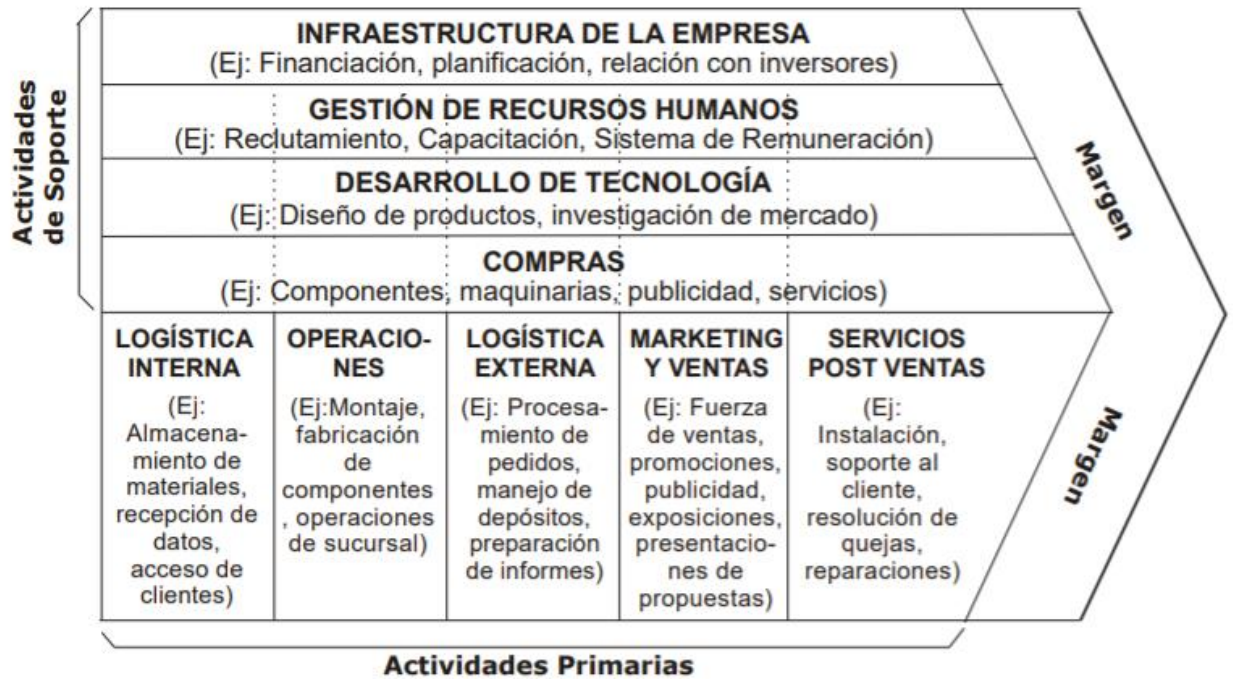 Actividades
de Soporte
INFRAESTRUCTURA DE LA EMPRESA
(Ej: Financiación, planificación, relación con inversores)
GESTIÓN DE RECURSOS HUMANOS
(Ej: Reclutamiento, Capacitación, Sistema de Remuneración)
DESARROLLO DE TECNOLOGÍA
(Ej: Diseño de productos, investigación de mercado)
COMPRAS
(Ej: Componentes, maquinarias, publicidad, servicios)
Margen
LOGÍSTICA
INTERNA
(Ej:
Almacena-
miento de
materiales,
recepción de
datos,
acceso de
clientes)
OPERACIO-
NES
(Ej:Montaje,
fabricación
de
componentes
, operaciones
de sucursal)
LOGÍSTICA
EXTERNA
(Ej: Procesa-
miento de
pedidos,
manejo de
depósitos,
preparación
de informes)
MARKETING
Y VENTAS
(Ej: Fuerza
de ventas,
promociones,
publicidad,
exposiciones,
presentacio-
nes de
propuestas)
SERVICIOS
POST VENTAS
(Ej:
Instalación,
soporte al
cliente,
resolución de
quejas,
reparaciones)
Margen
Actividades Primarias